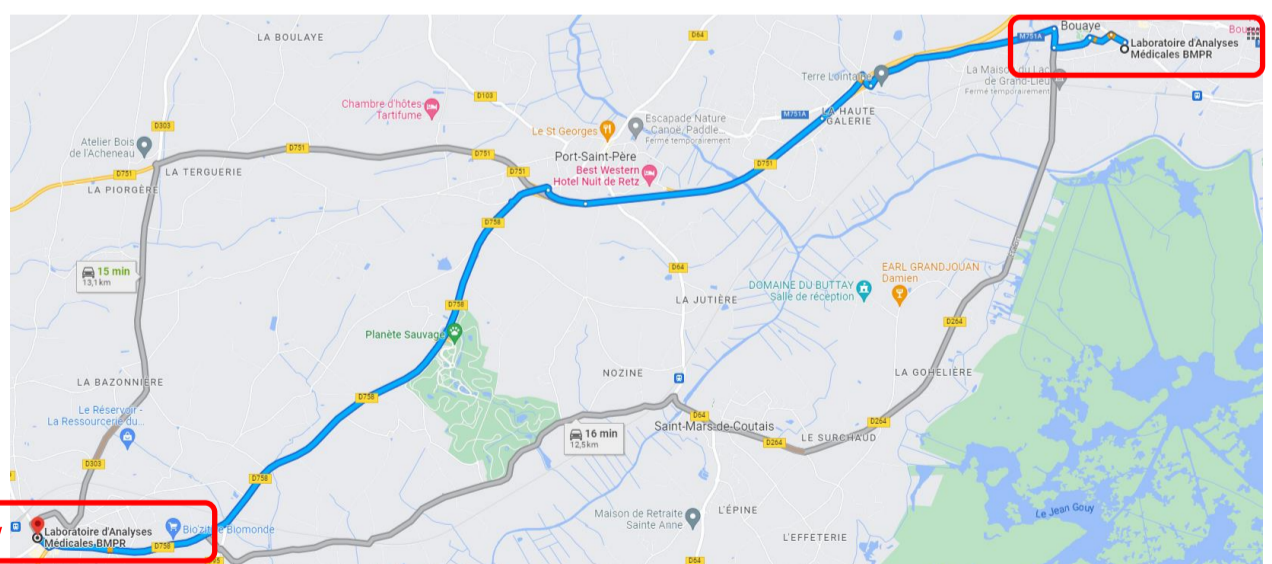 LA BOULAYE
D64
Bouaye
M751A
Laboratoire d'Analyses
Médicales BMPR
Terre Lointaine
La Maison du Lac
de Grand-Lieu
Fermé temporairement
Chambre d'hôtes
Tartifume
D103
M751A
LA HAUTE
GALERIE
Escapade Nature
Canoë/Paddle
Fermé temporairement
Le St Georges
D303
Atelier Bois
de l'Acheneau
D751
D751
D751
Port-Saint-Père
Best Western
Hotel Nuit de Retz
D751
D751
LA TERGUERIE
LA PIORGÈRE
D758
15 min
13,1 km
D64
EARL GRANDJOUAN
Damien
DOMAINE DU BUTTAY
Salle de réception
LA JUTIÈRE
D758
D264
Planète Sauvage
NOZINE
LA GOHELIÈRE
LA BAZONNIÈRE
D758
Le Réservoir -
La Ressourcerie du...
D64
Saint-Mars-de-Coutais
D264
D264
LE SURCHAUD
16 min
12,5 km
D303
D758
Maison de Retraite
Sainte Anne
L'ÉPINE
Le Jean Gouy
Laboratoire d'Analyses
Médicales BMPR
Biomonde
D758
L'EFFETERIE
D64